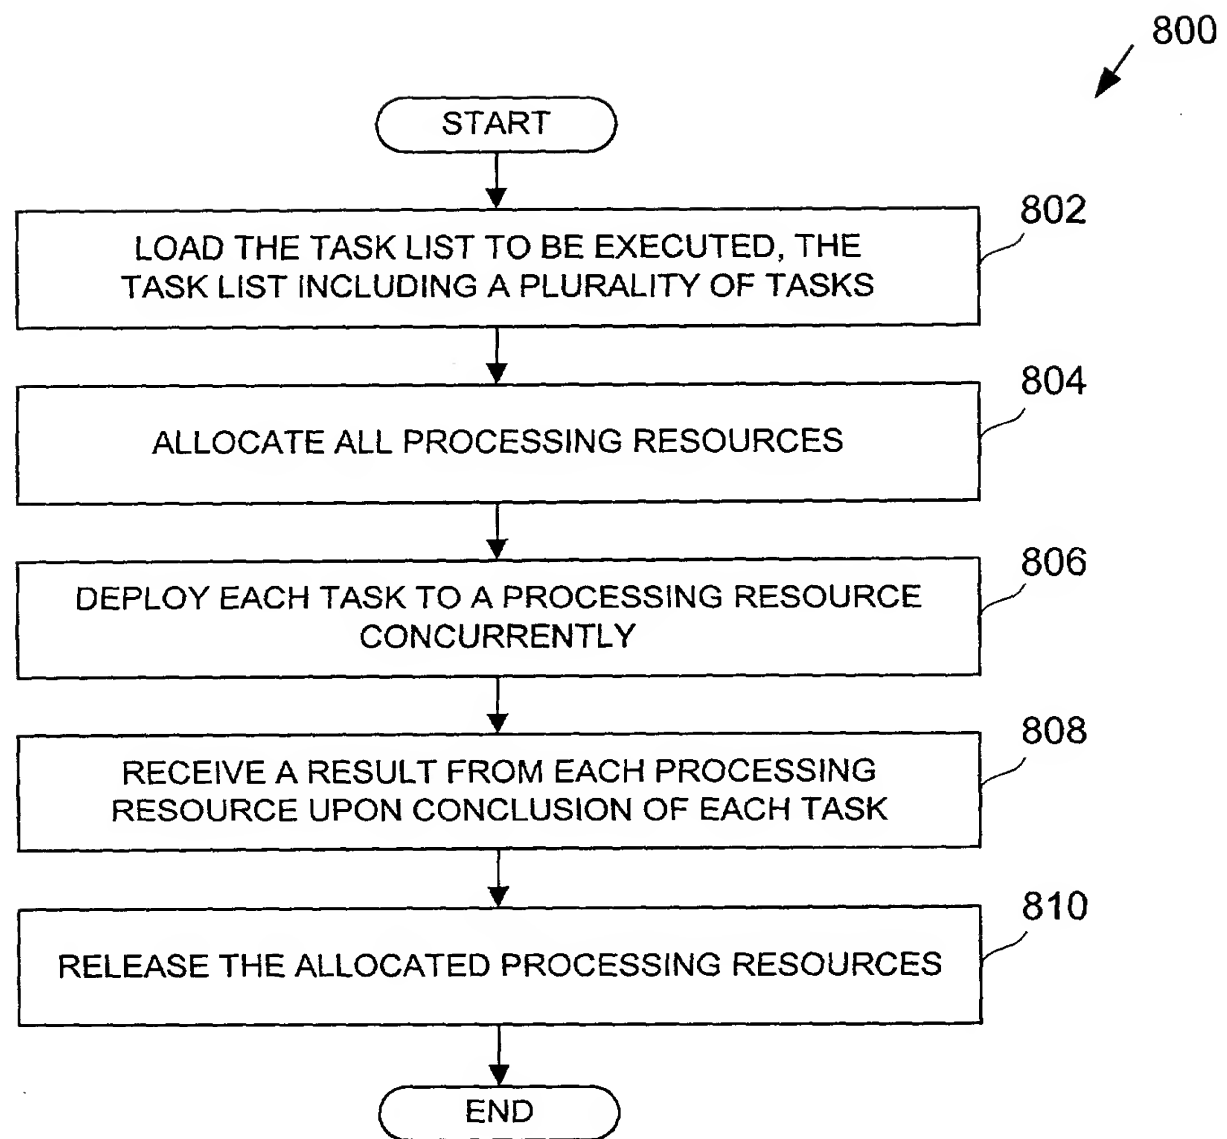 800
START
802
LOAD THE TASK LIST TO BE EXECUTED, THE
TASK LIST INCLUDING A PLURALITY OF TASKS
804
ALLOCATE ALL PROCESSING RESOURCES
806
DEPLOY EACH TASK TO A PROCESSING RESOURCE
CONCURRENTLY
808
RECEIVE A RESULT FROM EACH PROCESSING
RESOURCE UPON CONCLUSION OF EACH TASK
810
RELEASE THE ALLOCATED PROCESSING RESOURCES
END